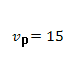 v𝐩 = 15